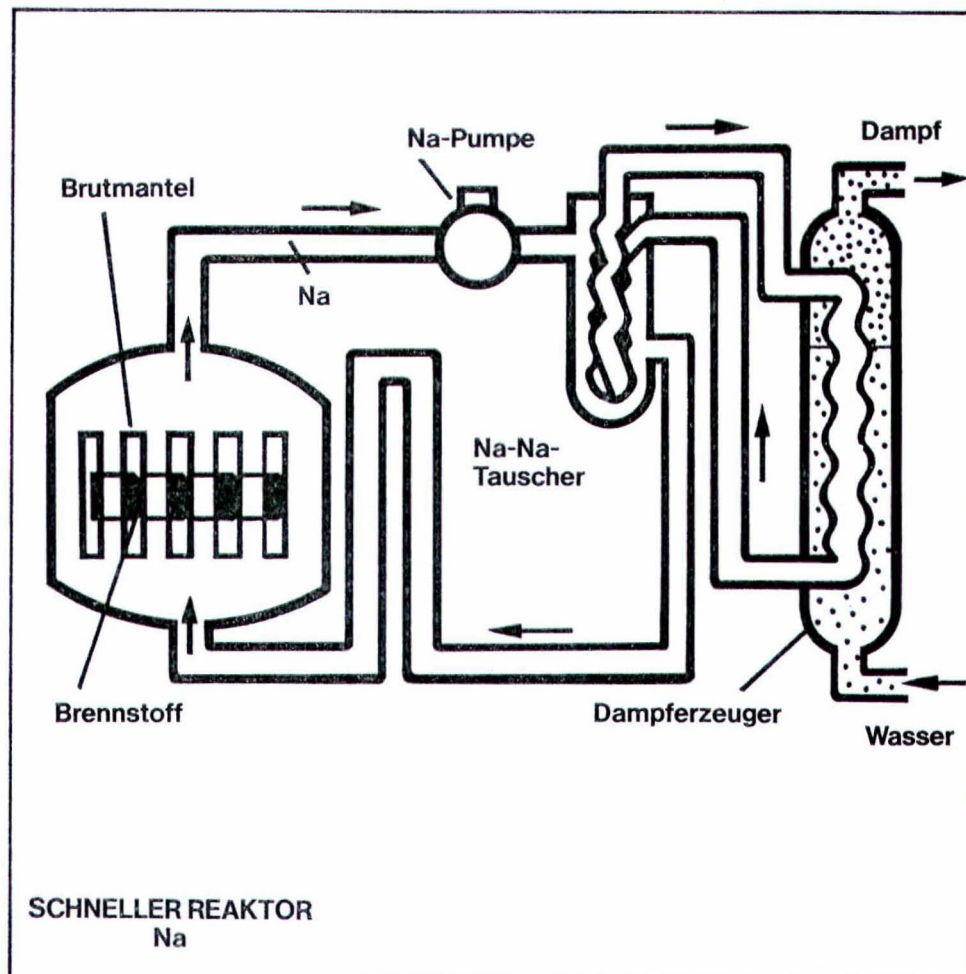 Na-Pumpe
Dampf
Brutmantel
Na
Na-Na-
Tauscher
Brennstoff
Dampferzeuger
Wasser
SCHNELLER REAKTOR
Na